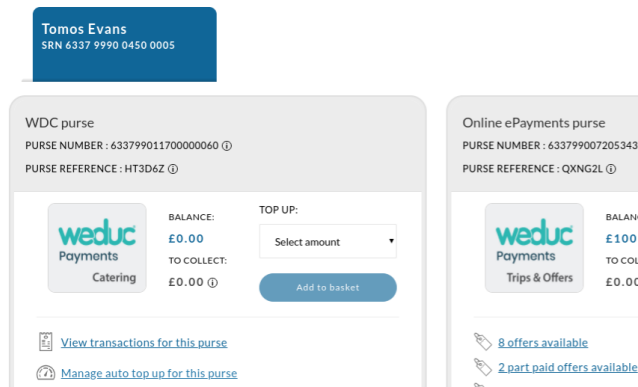 Tomos Evans
SRN 6337 9990 0450 0005
WDC purse
PURSE NUMBER : 633799011700000060
PURSE REFERENCE : HT3D6Z
weduc
Payments
Catering
BALANCE:
£0.00
TO COLLECT:
£0.00
TOP UP:
Select amount
Add to basket
View transactions for this purse
Manage auto top up for this purse
Online ePayments purse
PURSE NUMBER : 633799007205343
PURSE REFERENCE : QXNG2L
weduc
Payments
Trips & Offers
£100
£0.00
8 offers available
2 part paid offers available